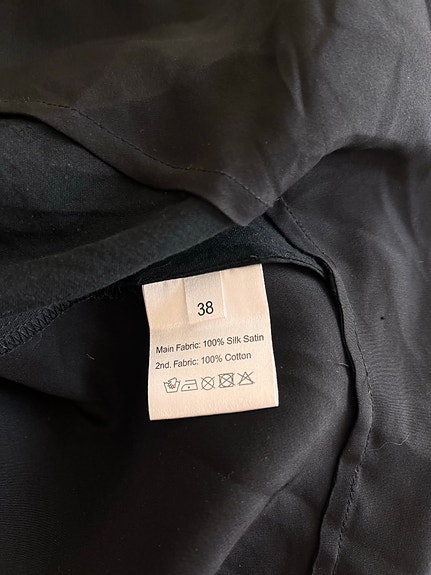 38
Main Fabric: 100% Silk Satin
2nd. Fabric: 100% Cotton